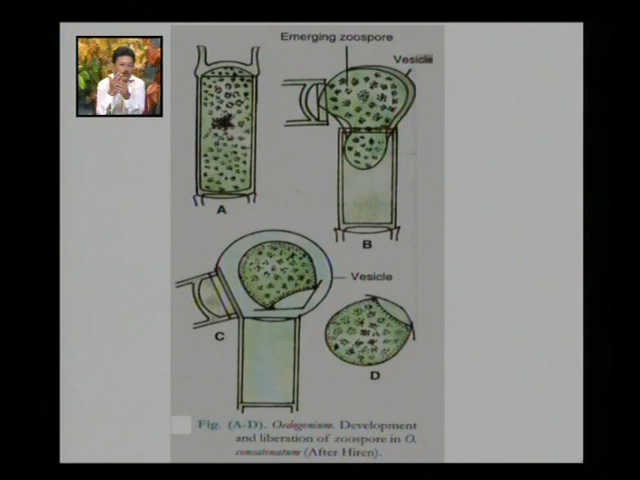 Emerging zoospore
Vesicle
A
B
Vesicle
C
D
Fig. (A-D). Oedogonium. Development
and liberation of zoospore in O.
concatenatum (After Hiren).